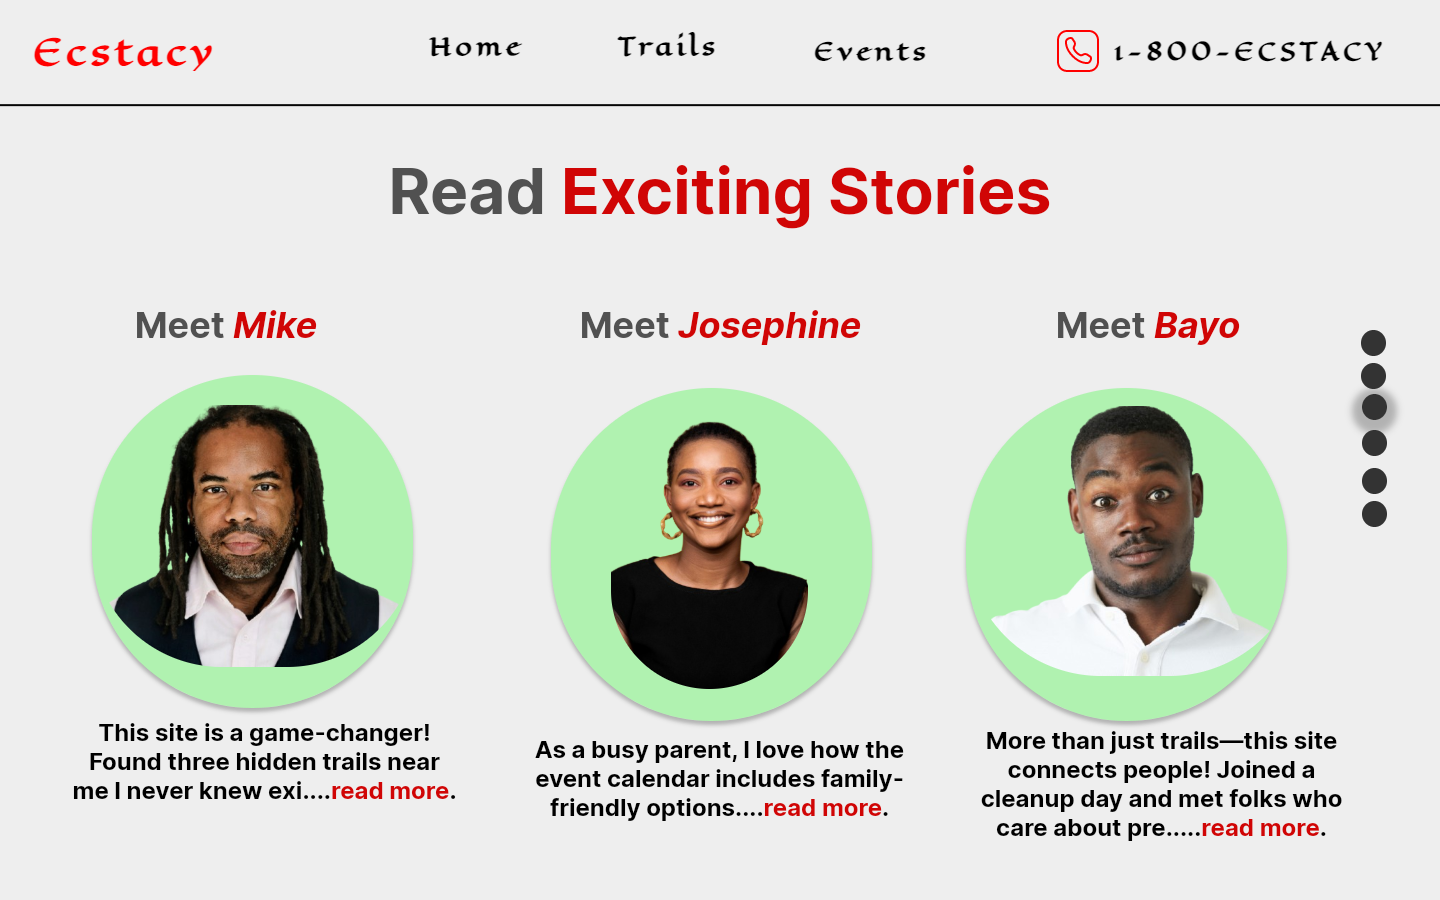 Ecstacy
Home
Trails
Events
1-800-ECSTACY
Read Exciting Stories
Meet Mike
Meet Josephine
Meet Bayo
This site is a game-changer!
Found three hidden trails near
me I never knew exi....read more.
As a busy parent, I love how the
event calendar includes family-
friendly options....read more.
More than just trails—this site
connects people! Joined a
cleanup day and met folks who
care about pre.....read more.